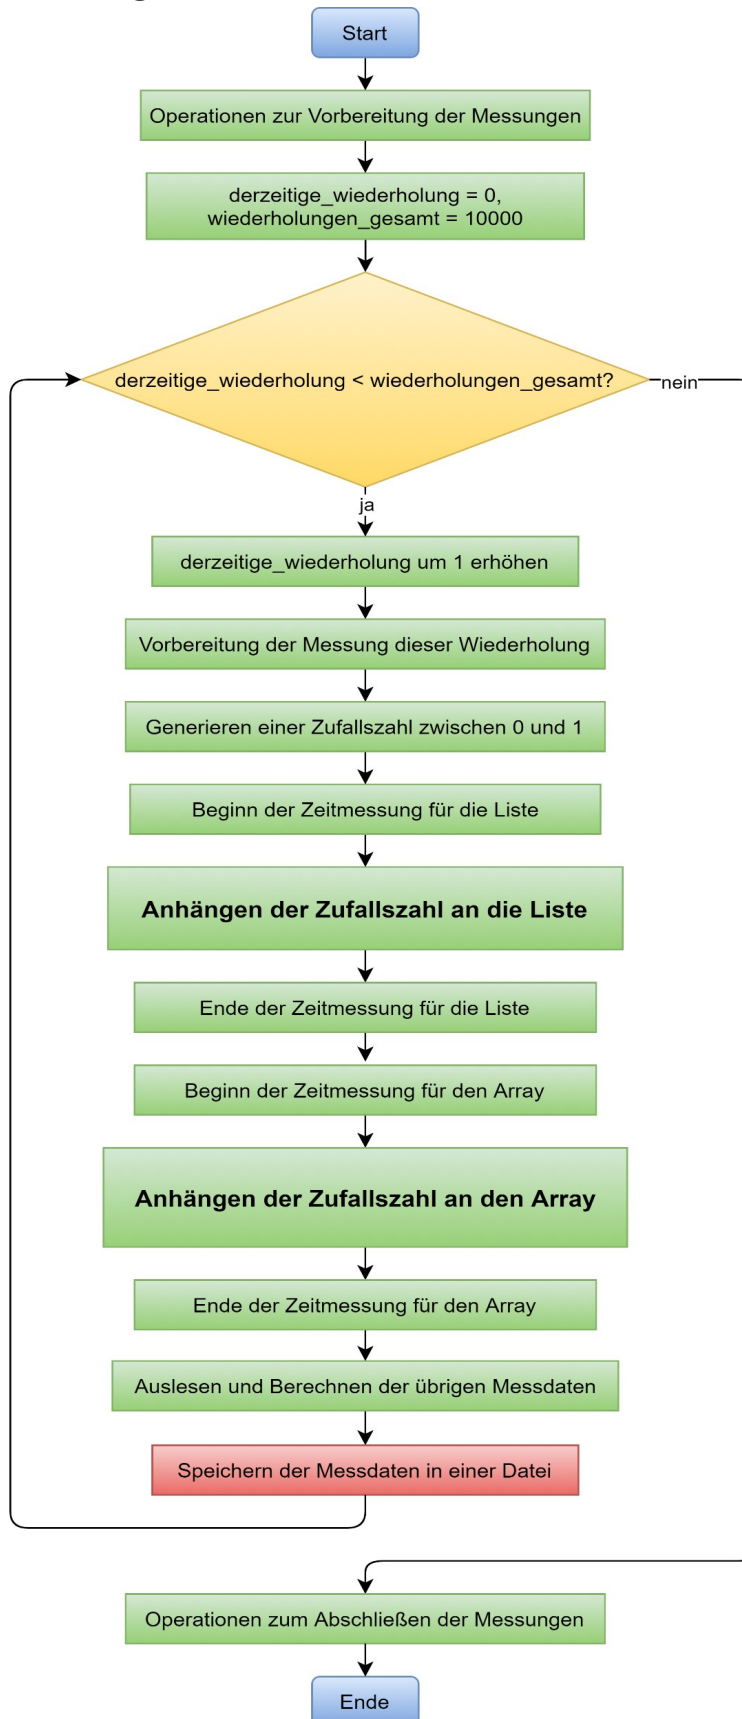 Start
Operationen zur Vorbereitung der Messungen
derzeitige_wiederholung = 0,
wiederholungen_gesamt = 10000
derzeitige_wiederholung < wiederholungen_gesamt?
nein
ja
derzeitige_wiederholung um 1 erhöhen
Vorbereitung der Messung dieser Wiederholung
Generieren einer Zufallszahl zwischen 0 und 1
Beginn der Zeitmessung für die Liste
Anhängen der Zufallszahl an die Liste
Ende der Zeitmessung für die Liste
Beginn der Zeitmessung für den Array
Anhängen der Zufallszahl an den Array
Ende der Zeitmessung für den Array
Auslesen und Berechnen der übrigen Messdaten
Speichern der Messdaten in einer Datei
Operationen zum Abschließen der Messungen
Ende